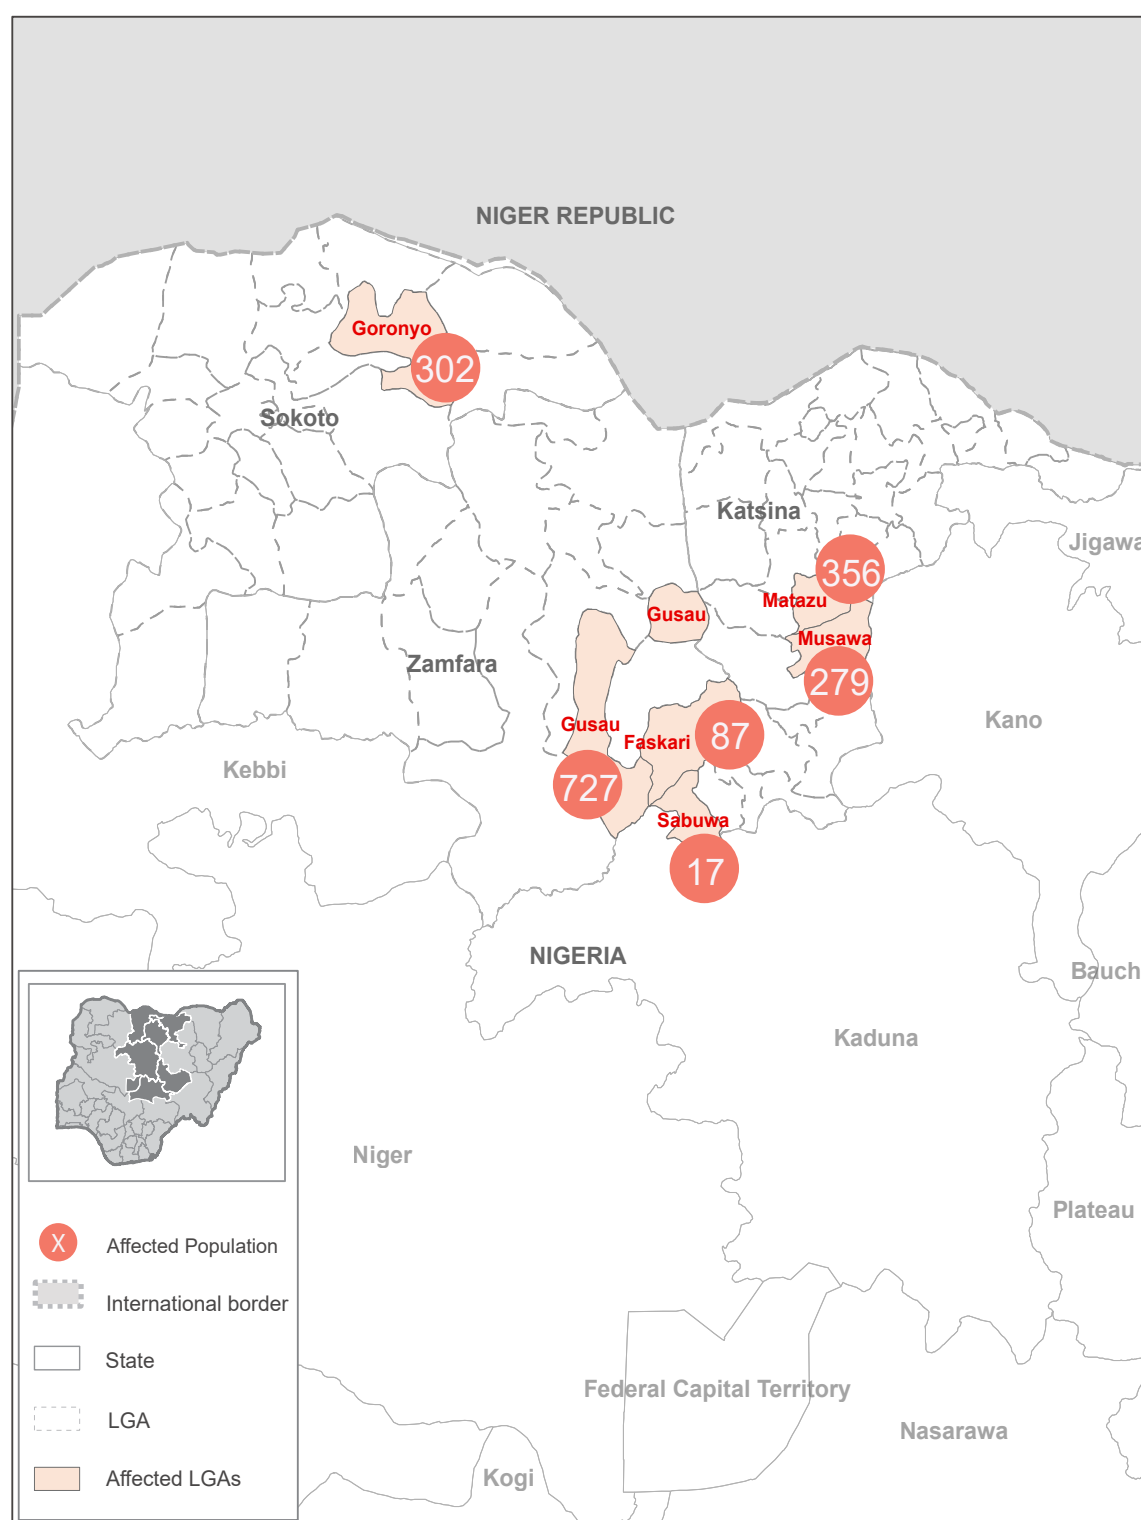 NIGER REPUBLIC
Goronyo
302
Sokoto
Katsina
Jigawa
356
Matazu
Gusau
Musawa
Zamfara
279
Kano
Gusau
Faskari
87
Kebbi
727
Sabuwa
17
NIGERIA
Bauch
Kaduna
Niger
Plateau
X Affected Population
International border
State
LGA
Affected LGAs
Federal Capital Territory
Nasarawa
Kogi